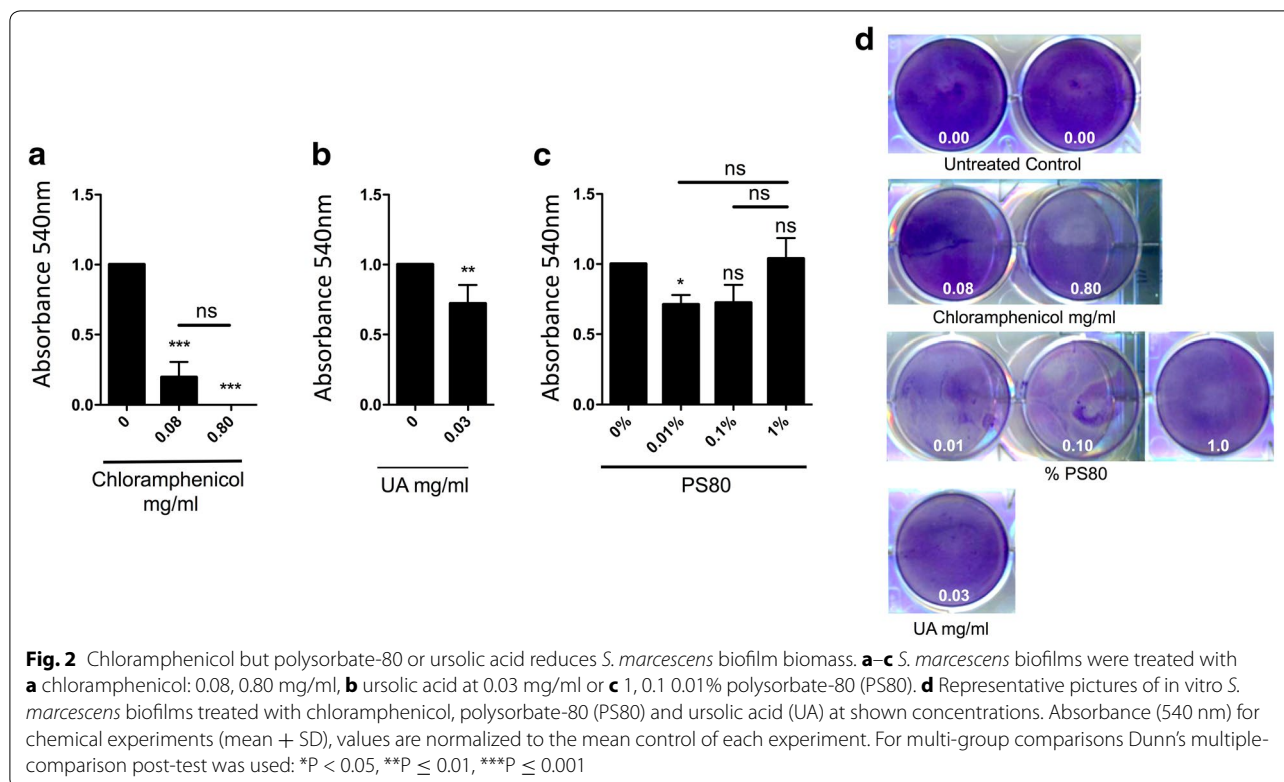 a
Absorbance 540nm
1.5
1.0
0.5
0.0
***
ns
***
0
0.08
0.80
Chloramphenicol
mg/ml
b
Absorbance 540nm
1.5
1.0
0.5
0.0
**
0
0.03
UA mg/ml
c
Absorbance 540nm
1.5
1.0
0.5
0.0
ns
ns
*
ns
ns
0%
0.01%
0.1%
1%
PS80
d
0.00 0.00
Untreated Control
0.08 0.80
Chloramphenicol mg/ml
0.01 0.10 1.0
% PS80
0.03
UA mg/ml
Fig. 2 Chloramphenicol but polysorbate-80 or ursolic acid reduces S. marcescens biofilm biomass. a–c S. marcescens biofilms were treated with
a chloramphenicol: 0.08, 0.80 mg/ml, b ursolic acid at 0.03 mg/ml or c 1, 0.1 0.01% polysorbate-80 (PS80). d Representative pictures of in vitro S.
marcescens biofilms treated with chloramphenicol, polysorbate-80 (PS80) and ursolic acid (UA) at shown concentrations. Absorbance (540 nm) for
chemical experiments (mean + SD), values are normalized to the mean control of each experiment. For multi-group comparisons Dunn's multiple-
comparison post-test was used: *P < 0.05, **P ≤ 0.01, ***P ≤ 0.001